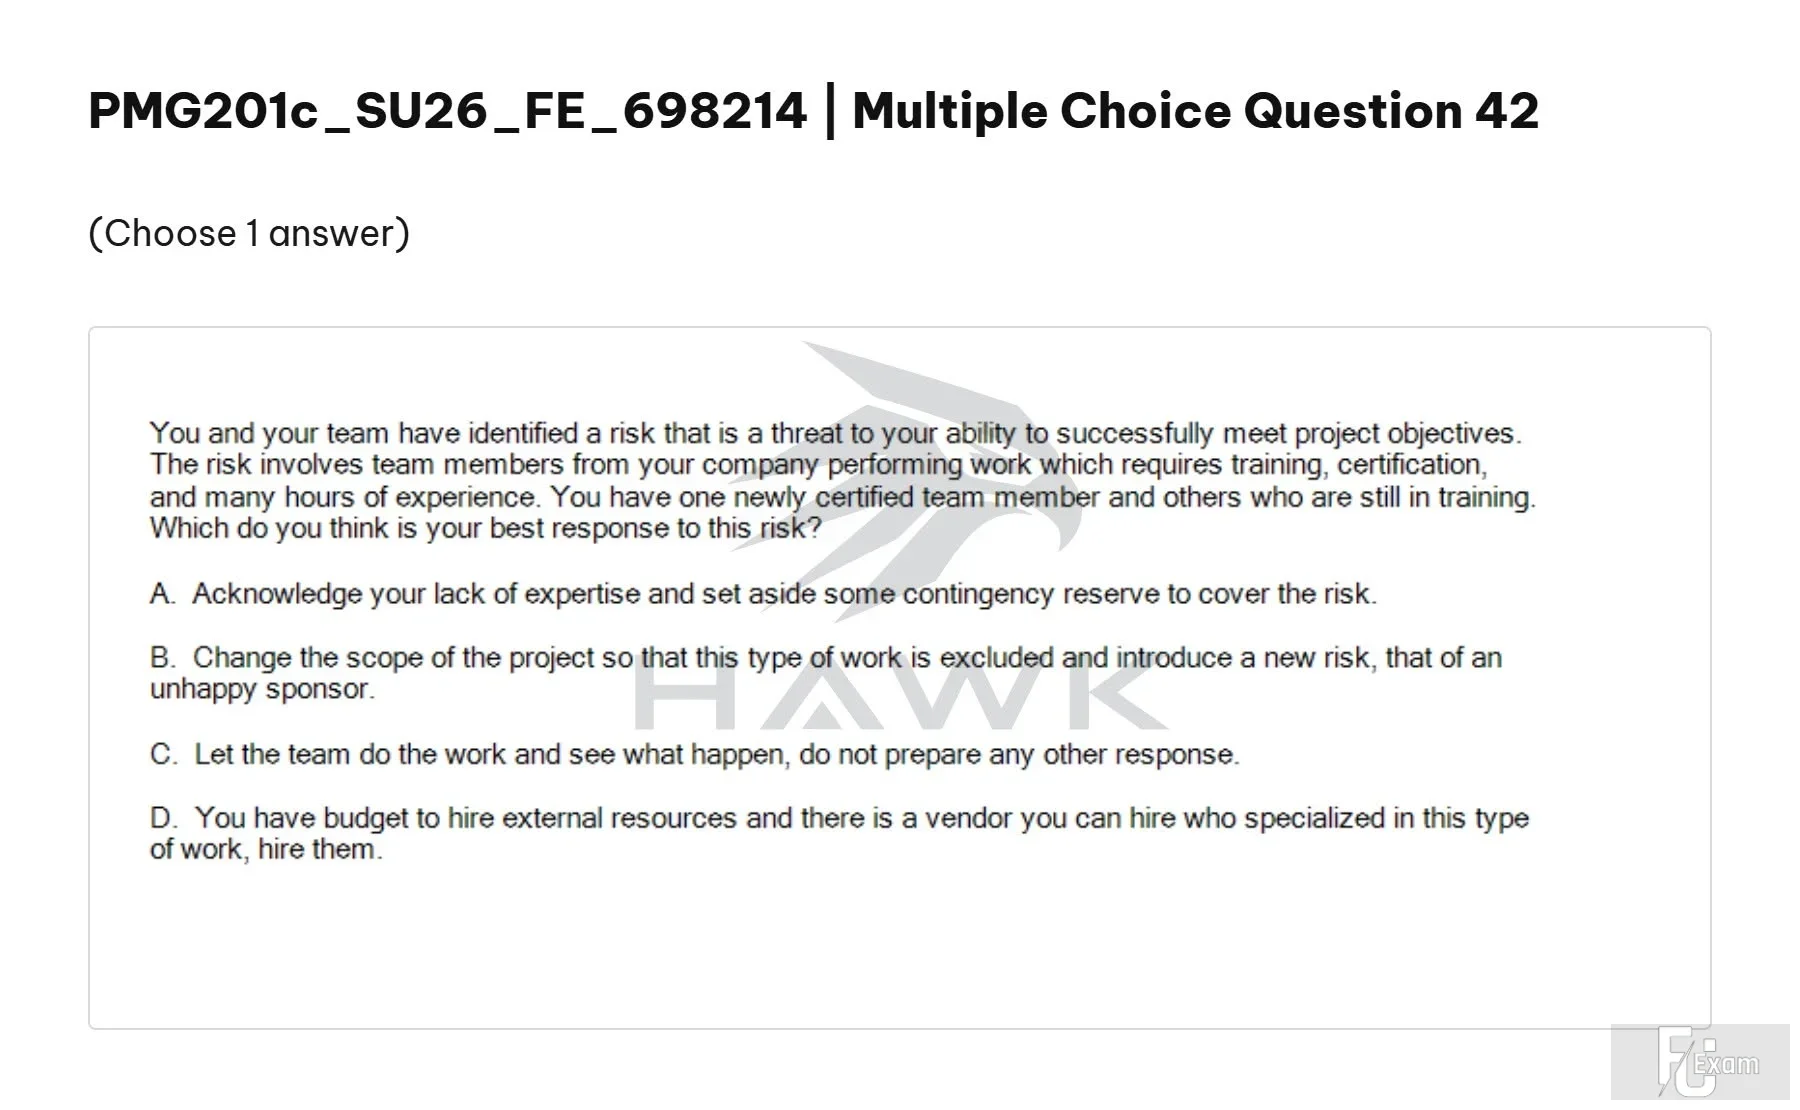 PMG201c_SU26_FE_698214 | Multiple Choice Question 42
(Choose 1 answer)
You and your team have identified a risk that is a threat to your ability to successfully meet project objectives.
The risk involves team members from your company performing work which requires training, certification,
and many hours of experience. You have one newly certified team member and others who are still in training.
Which do you think is your best response to this risk?
A. Acknowledge your lack of expertise and set aside some contingency reserve to cover the risk.
B. Change the scope of the project so that this type of work is excluded and introduce a new risk, that of an
unhappy sponsor.
HAWK
C. Let the team do the work and see what happen, do not prepare any other response.
D. You have budget to hire external resources and there is a vendor you can hire who specialized in this type
of work, hire them.
FU Exam